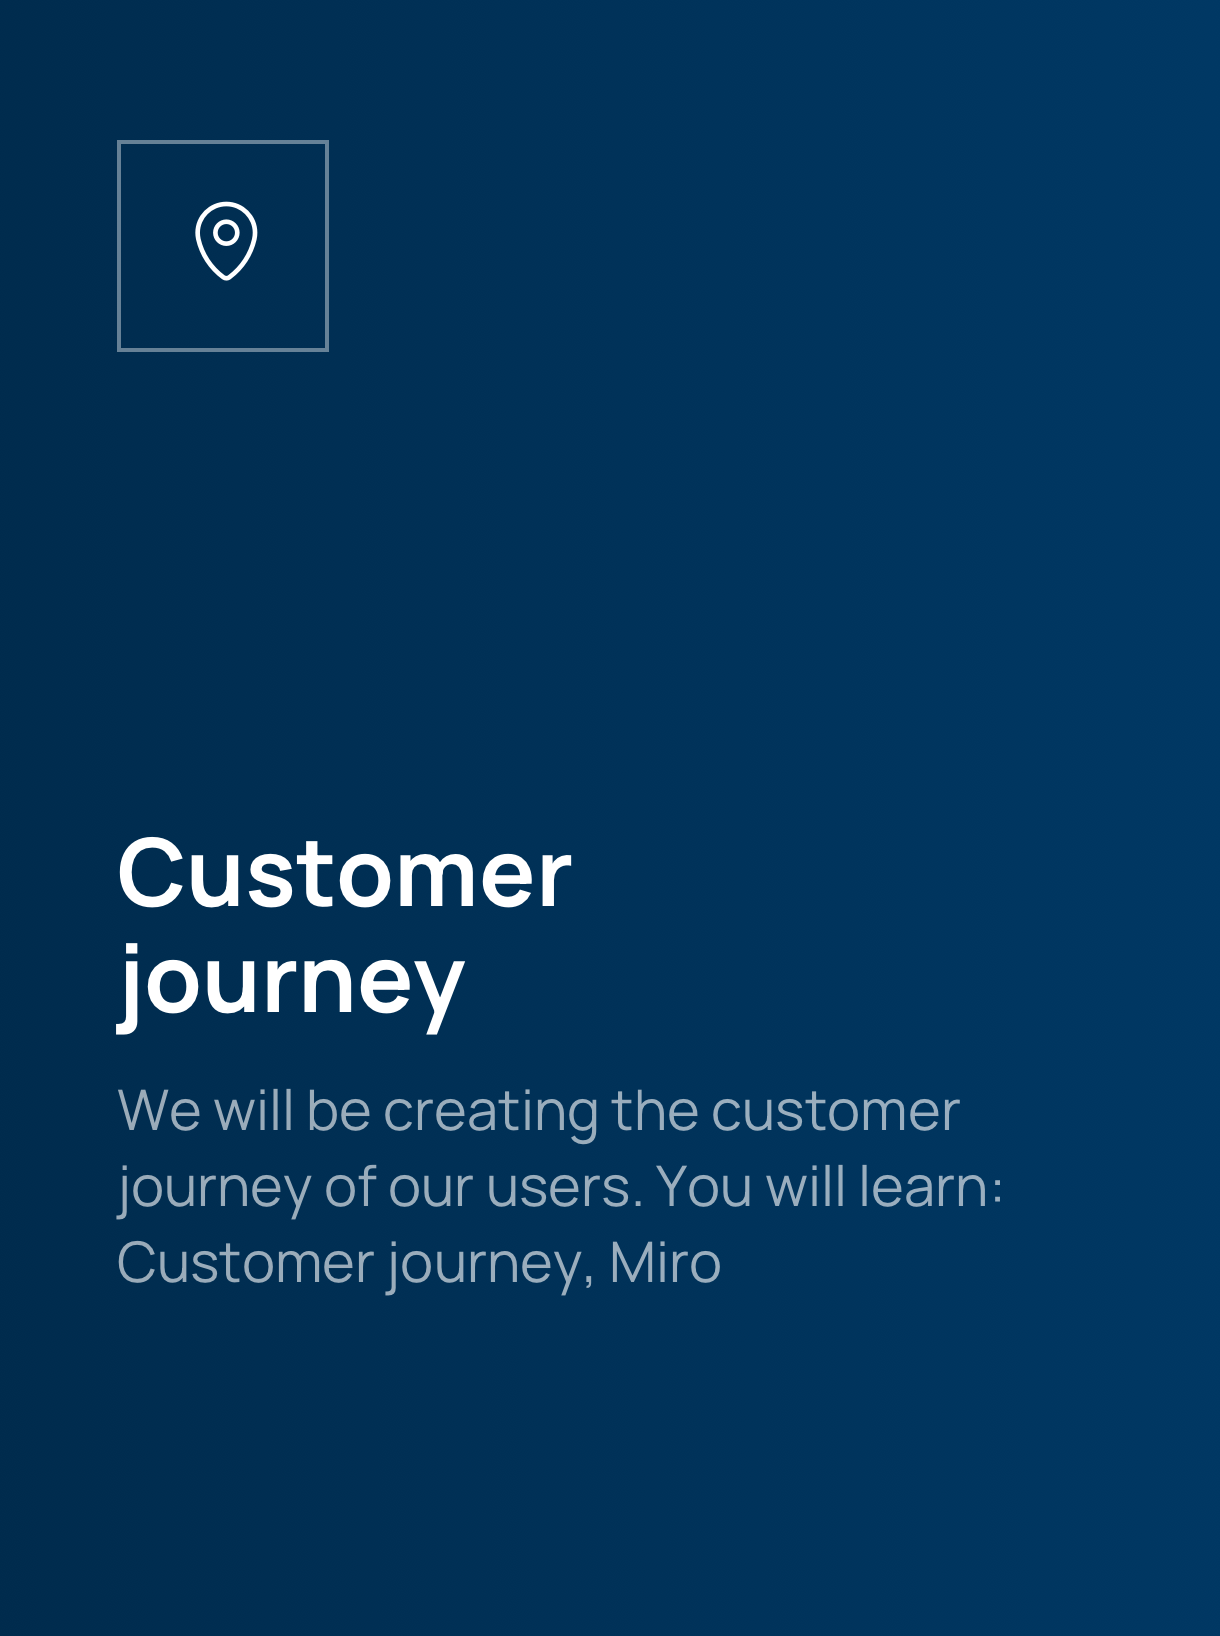 Customer
journey
We will be creating the customer
journey of our users. You will learn:
Customer journey, Miro